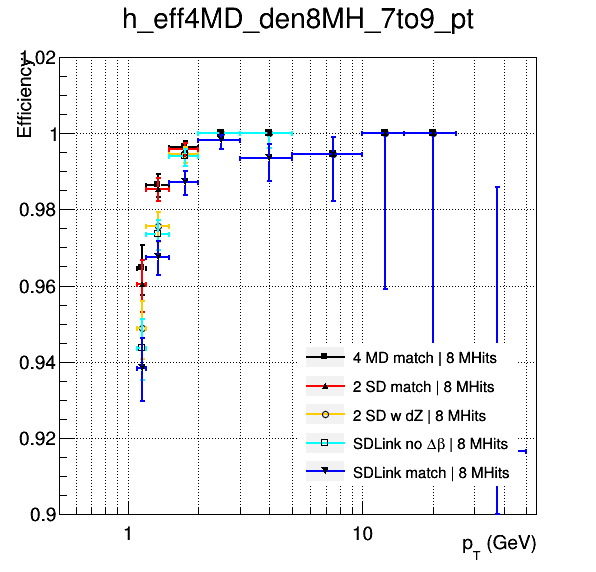 h_eff4MD_den8MH_7to9_pt
Efficiency
1.02
1
0.98
0.96
0.94
0.92
0.9
4 MD match | 8 MHits
2 SD match | 8 MHits
2 SD w dZ | 8 MHits
SDLink no Δβ | 8 MHits
SDLink match | 8 MHits
1
10
p_T (GeV)